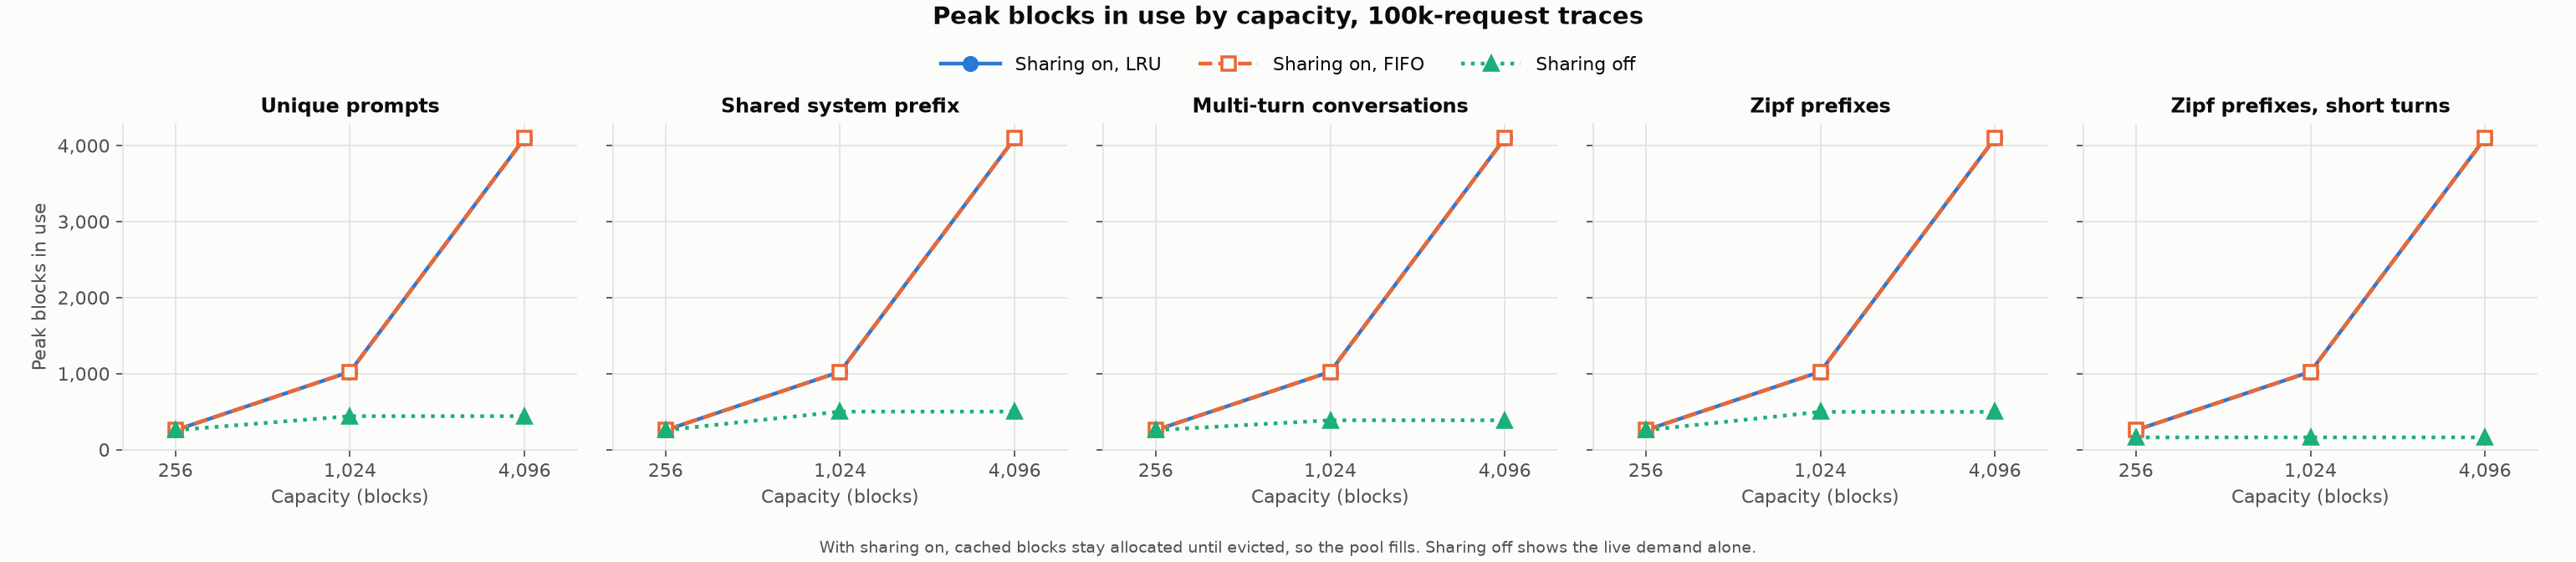 Peak blocks in use by capacity, 100k-request traces
Sharing on, LRU
Sharing on, FIFO
Sharing off
Unique prompts
Shared system prefix
Multi-turn conversations
Zipf prefixes
Zipf prefixes, short turns
Peak blocks in use
4,000
3,000
2,000
1,000
0
256 1,024 4,096
256 1,024 4,096
256 1,024 4,096
256 1,024 4,096
256 1,024 4,096
Capacity (blocks)
Capacity (blocks)
Capacity (blocks)
Capacity (blocks)
Capacity (blocks)
With sharing on, cached blocks stay allocated until evicted, so the pool fills. Sharing off shows the live demand alone.